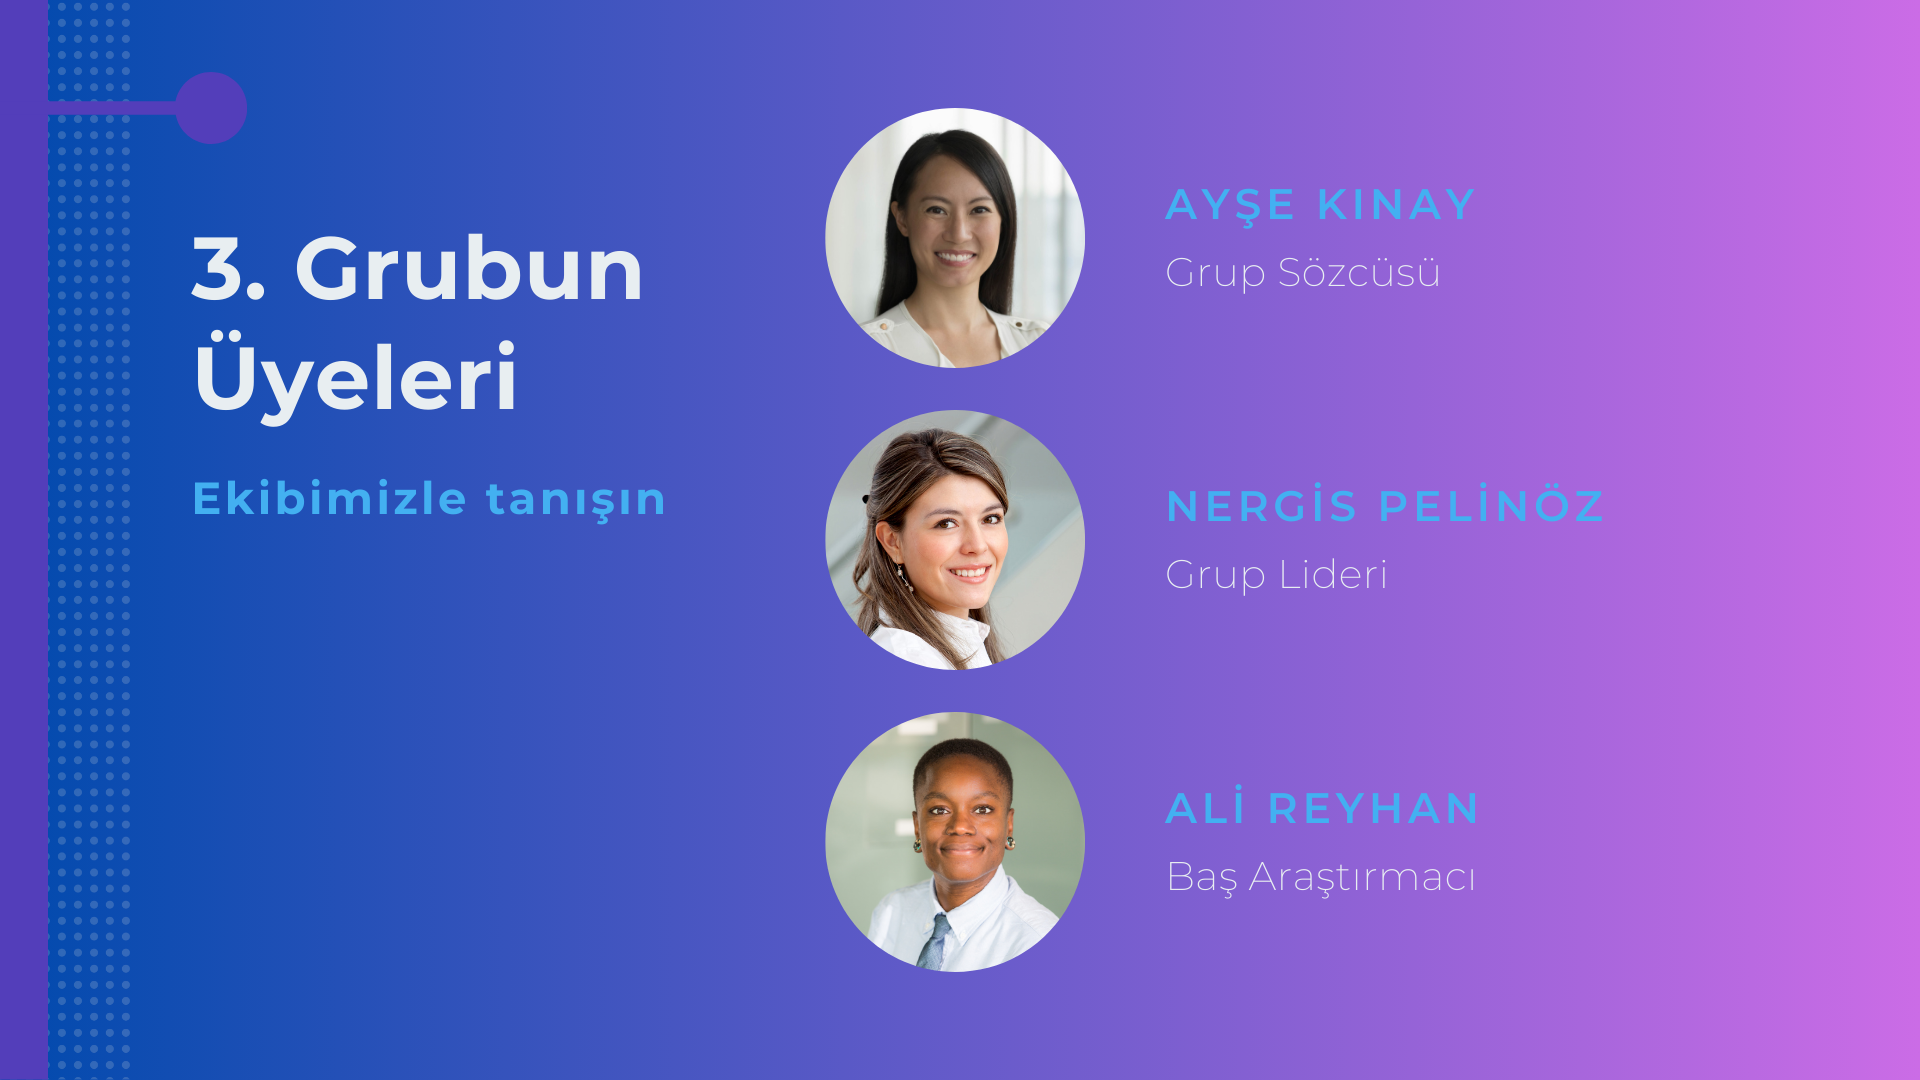 3. Grubun
Üyeleri
Ekibimizle tanışın
AYŞE KINAY
Grup Sözcüsü
NERGİS PELİNÖZ
Grup Lideri
ALİ REYHAN
Baş Araştırmacı